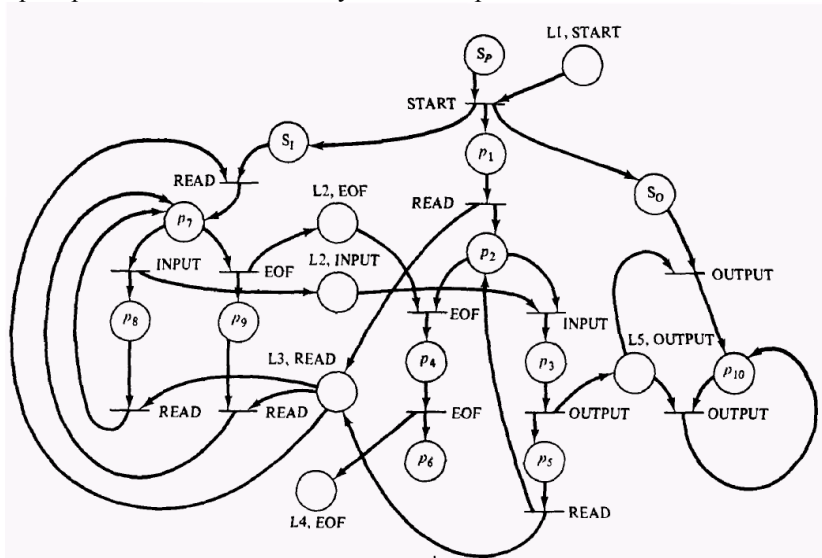 L1, START
S_P
START
S_I
p_1
READ
S_O
READ
p_7
L2, EOF
p_2
INPUT
EOF
L2, INPUT
OUTPUT
p_8
p_9
EOF
INPUT
L3, READ
p_4
p_3
L5, OUTPUT
p_10
READ
READ
EOF
OUTPUT
OUTPUT
p_6
p_5
L4, EOF
READ